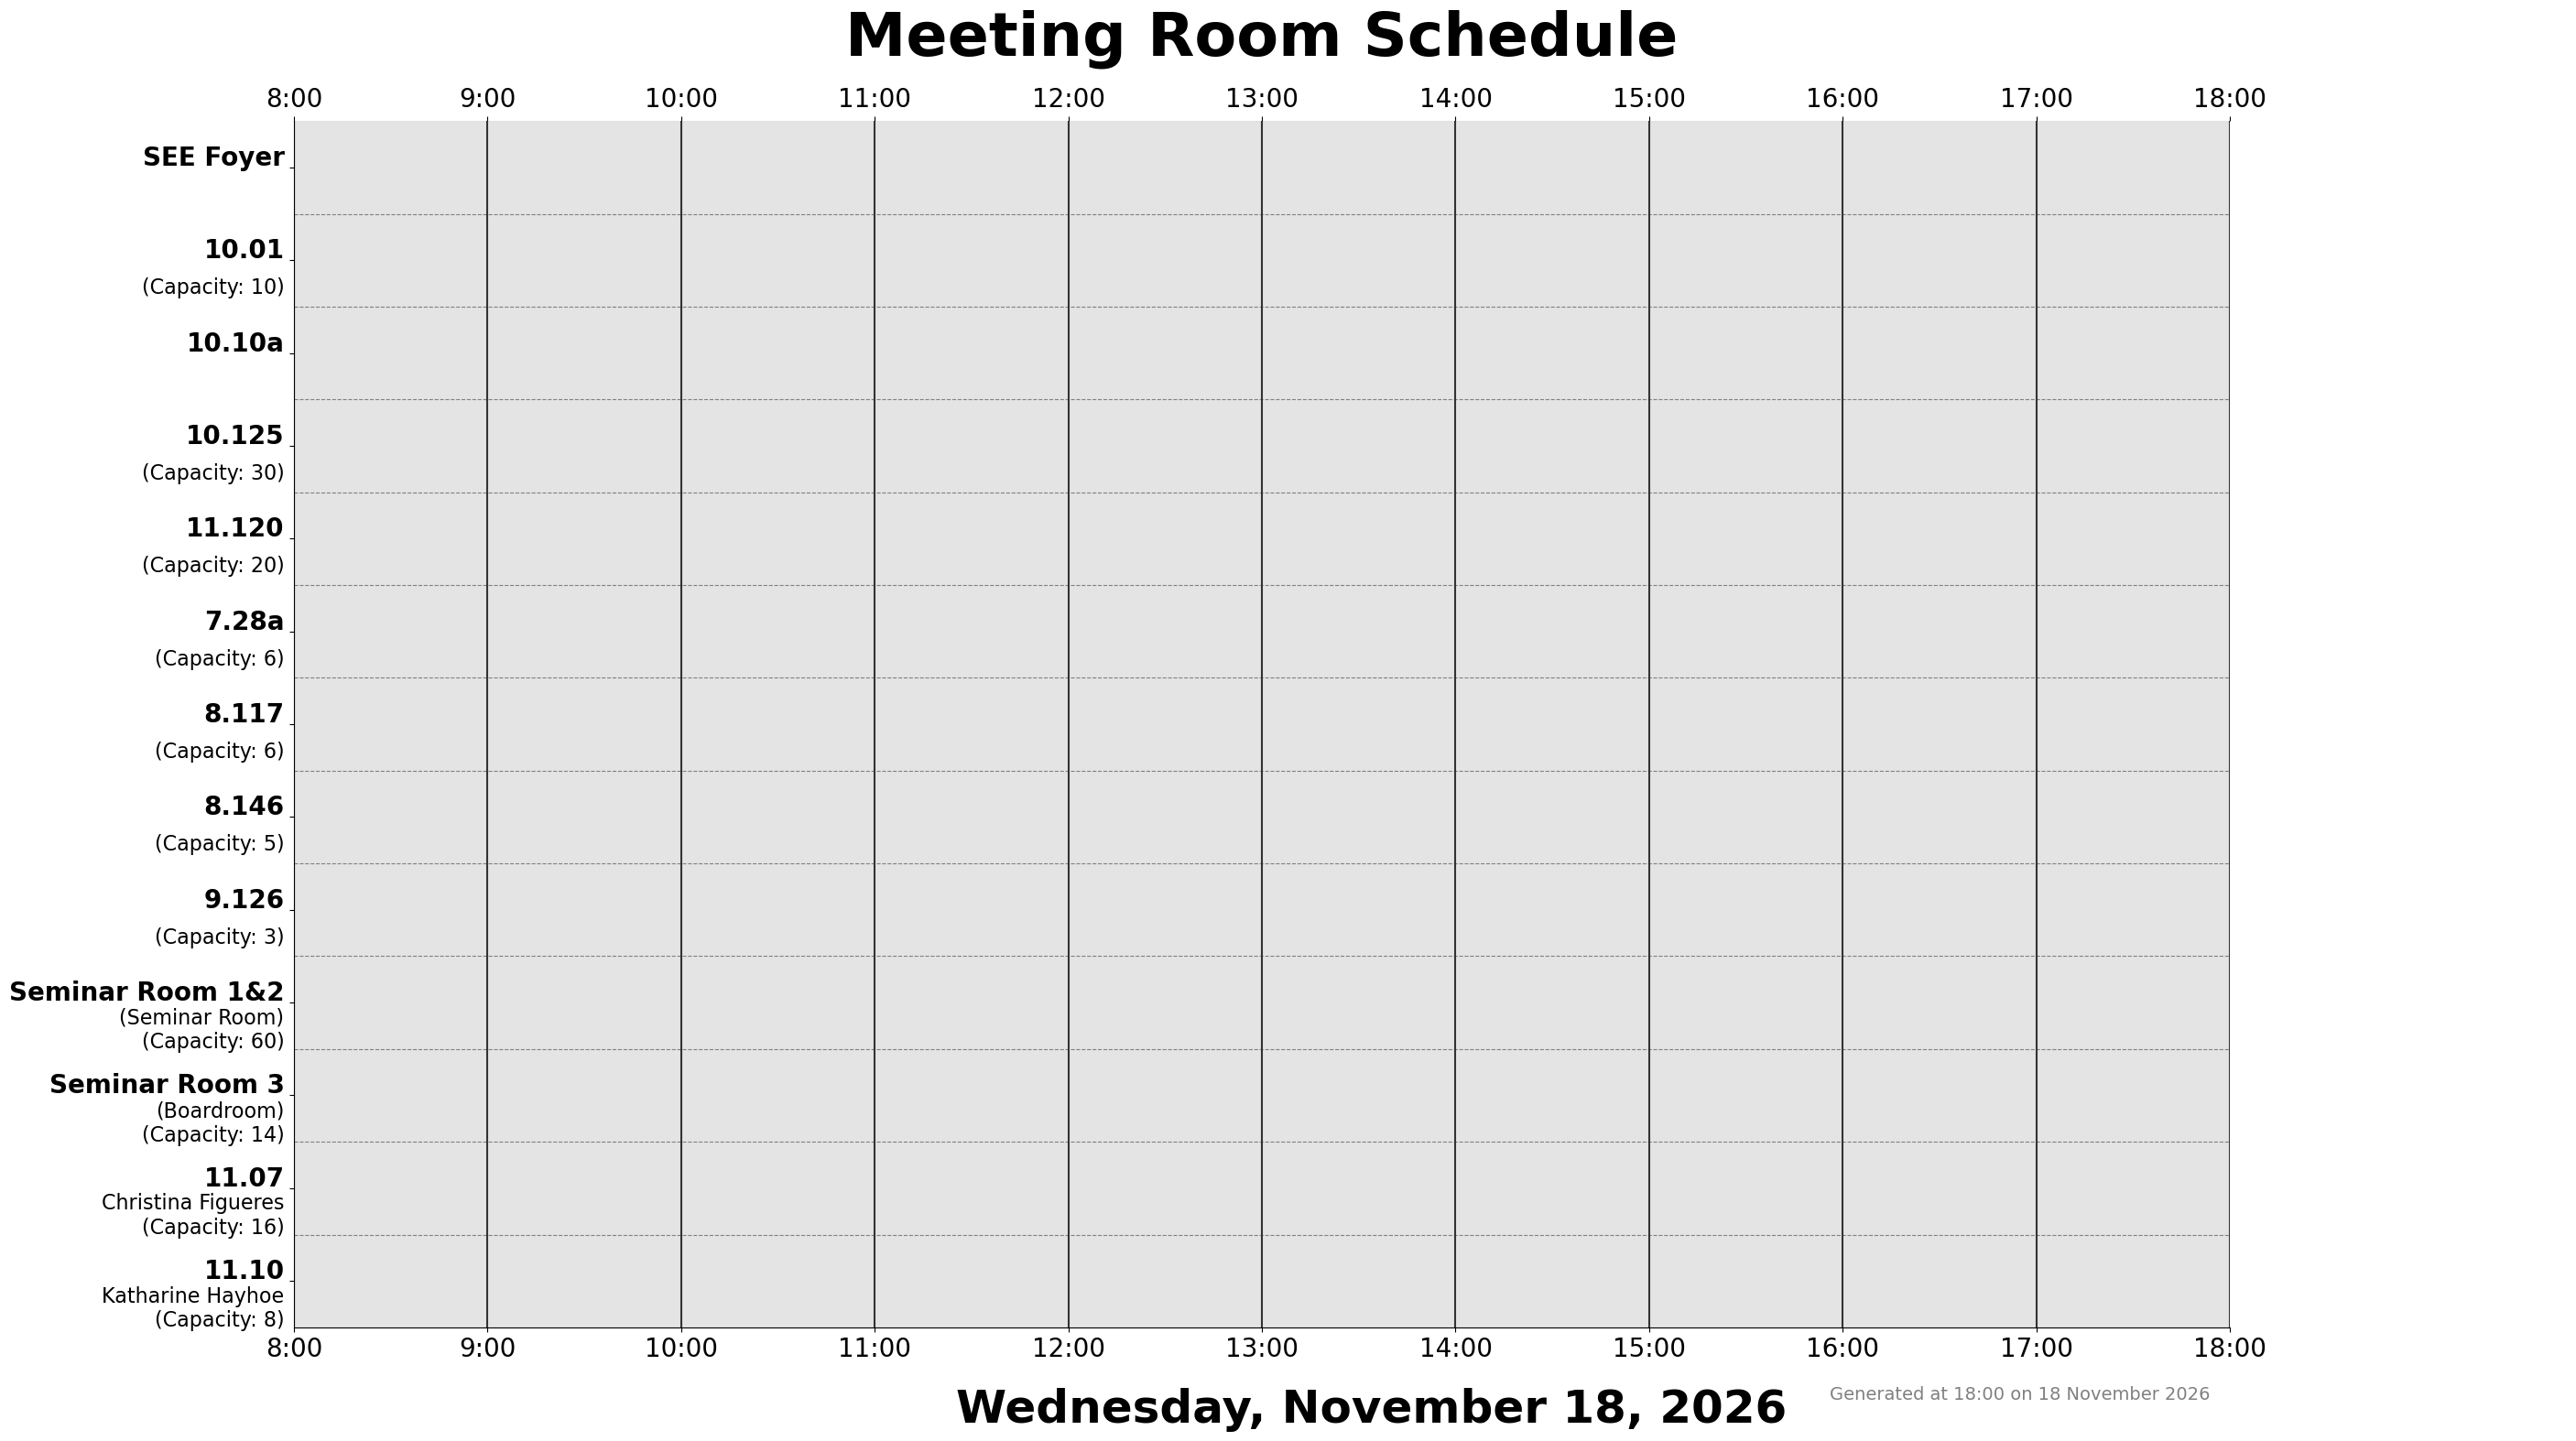 Meeting Room Schedule
8:00 9:00 10:00 11:00 12:00 13:00 14:00 15:00 16:00 17:00 18:00
SEE Foyer
10.01
(Capacity: 10)
10.10a
10.125
(Capacity: 30)
11.120
(Capacity: 20)
7.28a
(Capacity: 6)
8.117
(Capacity: 6)
8.146
(Capacity: 5)
9.126
(Capacity: 3)
Seminar Room 1&2
(Seminar Room)
(Capacity: 60)
Seminar Room 3
(Boardroom)
(Capacity: 14)
11.07
Christina Figueres
(Capacity: 16)
11.10
Katharine Hayhoe
(Capacity: 8)
8:00 9:00 10:00 11:00 12:00 13:00 14:00 15:00 16:00 17:00 18:00
Wednesday, November 18, 2026
Generated at 18:00 on 18 November 2026